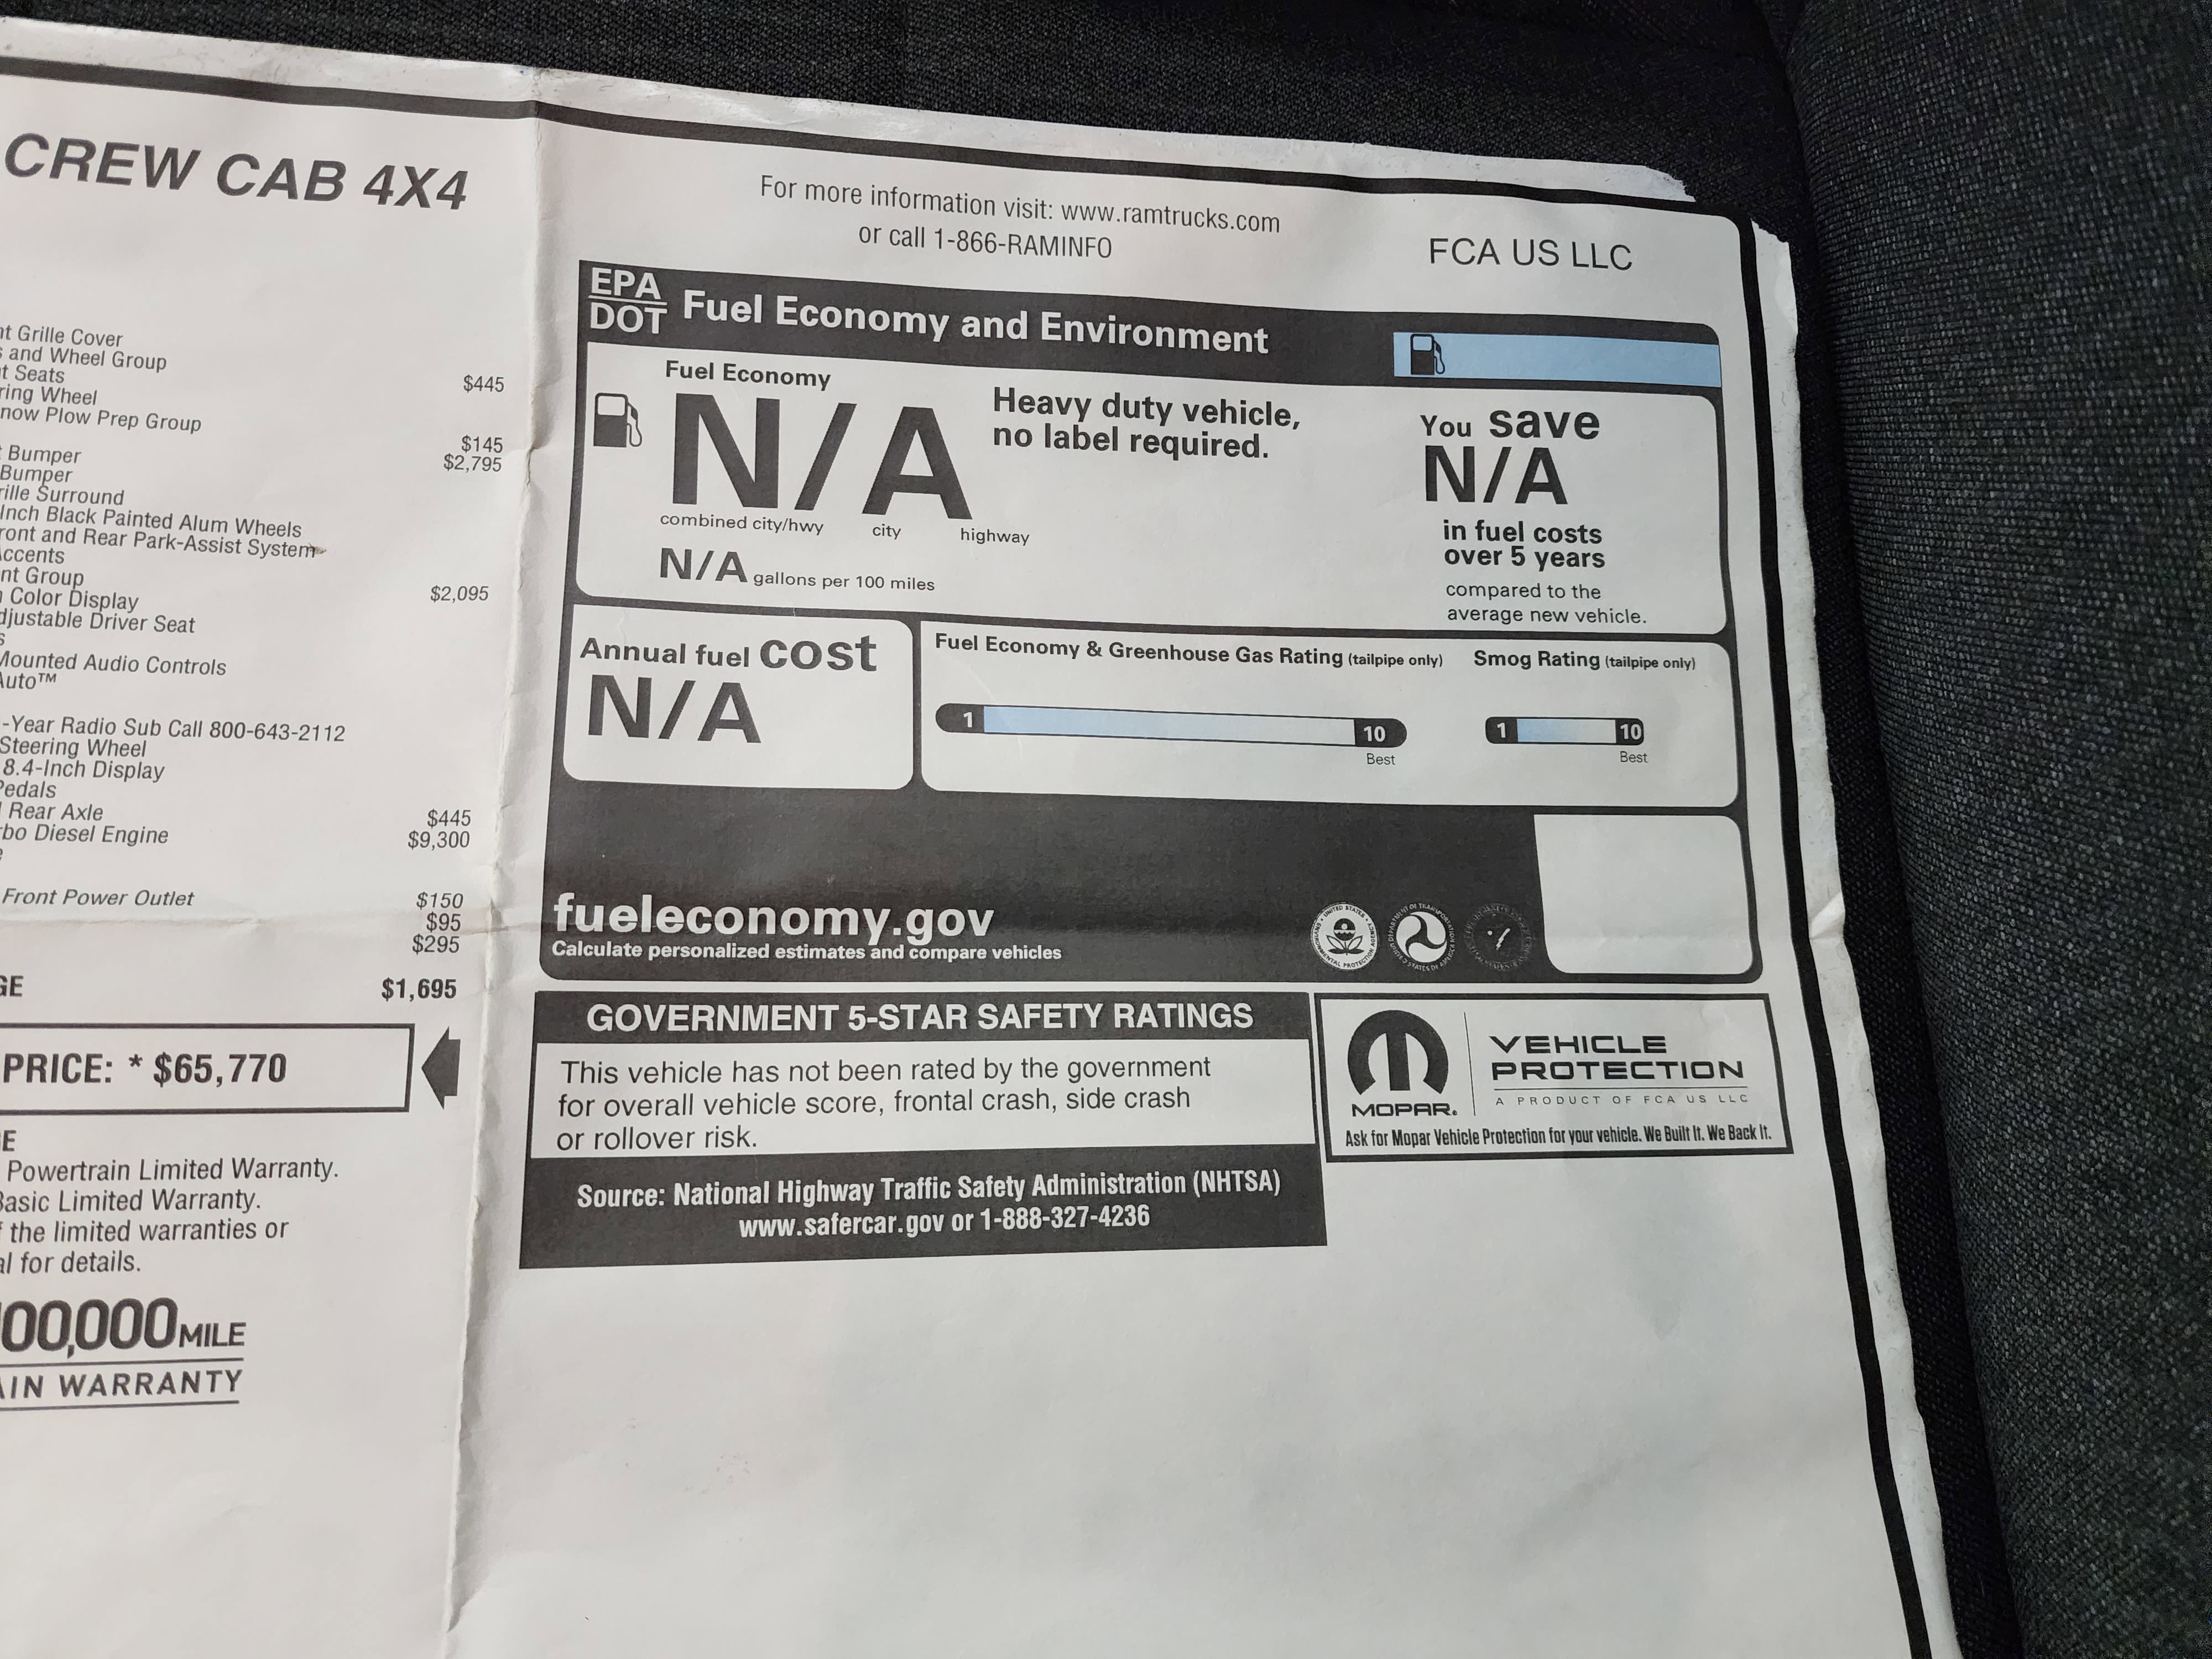 CREW CAB 4X4
nt Grille Cover
s and Wheel Group
nt Seats $445
ring Wheel
now Plow Prep Group
$145
t Bumper $2,795
Bumper
rille Surround
Inch Black Painted Alum Wheels
ront and Rear Park-Assist System
Accents
nt Group
Color Display $2,095
djustable Driver Seat
s
Mounted Audio Controls
Auto™
-Year Radio Sub Call 800-643-2112
Steering Wheel
8.4-Inch Display
Pedals
Rear Axle $445
rbo Diesel Engine $9,300
e
Front Power Outlet $150
$95
$295
GE $1,695
PRICE: * $65,770
GE
Powertrain Limited Warranty.
Basic Limited Warranty.
f the limited warranties or
al for details.
00,000 MILE
AIN WARRANTY
For more information visit: www.ramtrucks.com
or call 1-866-RAMINFO
FCA US LLC
EPA
DOT
Fuel Economy and Environment
Fuel Economy
N/A
Heavy duty vehicle,
no label required.
combined city/hwy city highway
N/A gallons per 100 miles
You save
N/A
in fuel costs
over 5 years
compared to the
average new vehicle.
Annual fuel cost
N/A
Fuel Economy & Greenhouse Gas Rating (tailpipe only)
1 10
Best
Smog Rating (tailpipe only)
1 10
Best
fueleconomy.gov
Calculate personalized estimates and compare vehicles
GOVERNMENT 5-STAR SAFETY RATINGS
This vehicle has not been rated by the government
for overall vehicle score, frontal crash, side crash
or rollover risk.
Source: National Highway Traffic Safety Administration (NHTSA)
www.safercar.gov or 1-888-327-4236
MOPAR.
VEHICLE
PROTECTION
A PRODUCT OF FCA US LLC
Ask for Mopar Vehicle Protection for your vehicle. We Built It. We Back It.